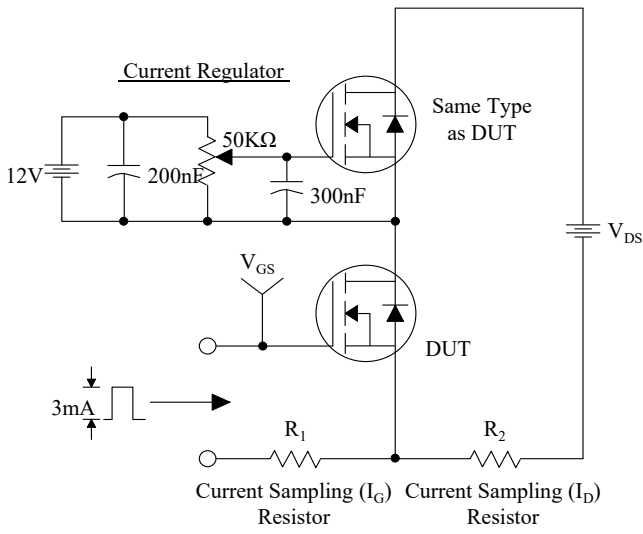 Current Regulator
Same Type
as DUT
50KΩ
12V
200nF
300nF
V_DS
V_GS
DUT
3mA
R_1
R_2
Current Sampling (I_G)
Resistor
Current Sampling (I_D)
Resistor